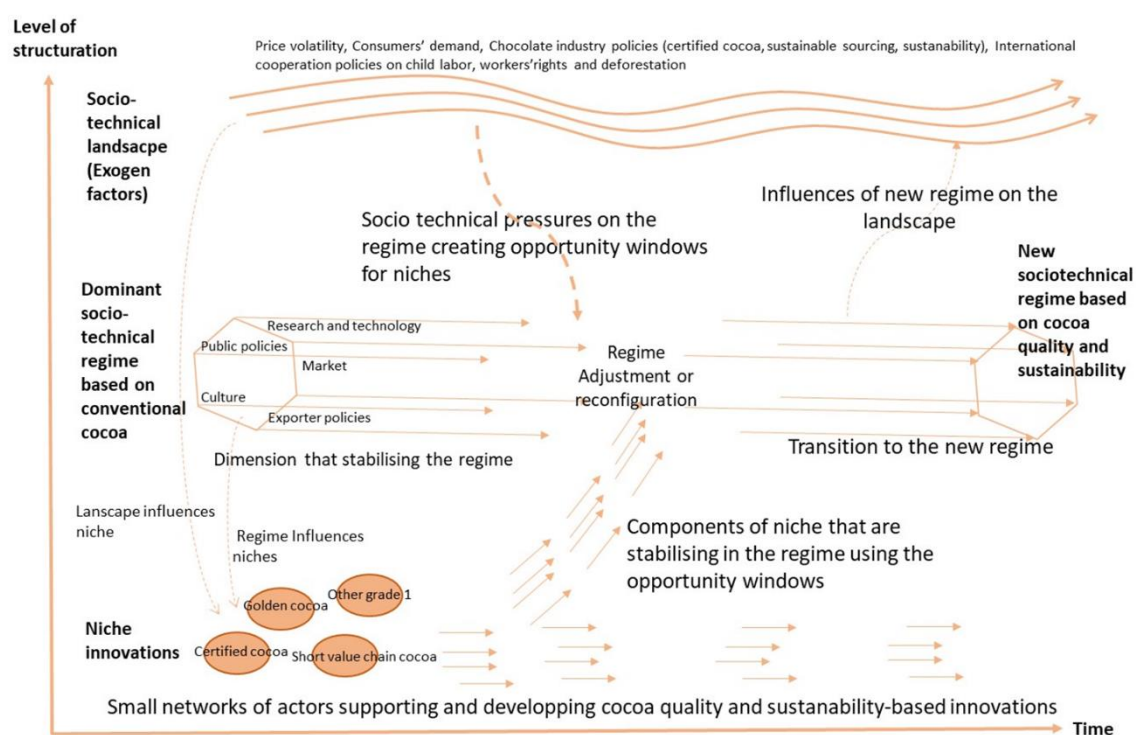 Level of
structuration
Price volatility, Consumers' demand, Chocolate industry policies (certified cocoa, sustainable sourcing, sustanability), International
cooperation policies on child labor, workers'rights and deforestation
Socio-
technical
landsacpe
(Exogen
factors)
Socio technical pressures on the
regime creating opportunity windows
for niches
Influences of new regime on the
landscape
Dominant
socio-
technical
regime
based on
conventional
cocoa
Research and technology
Public policies
Market
Culture
Exporter policies
Dimension that stabilising the regime
Regime
Adjustment or
reconfiguration
New
sociotechnical
regime based
on cocoa
quality and
sustainability
Transition to the new regime
Lanscape influences
niche
Regime Influences
niches
Components of niche that are
stabilising in the regime using the
opportunity windows
Niche
innovations
Golden cocoa
Other grade 1
Certified cocoa
Short value chain cocoa
Small networks of actors supporting and developping cocoa quality and sustanability-based innovations
Time